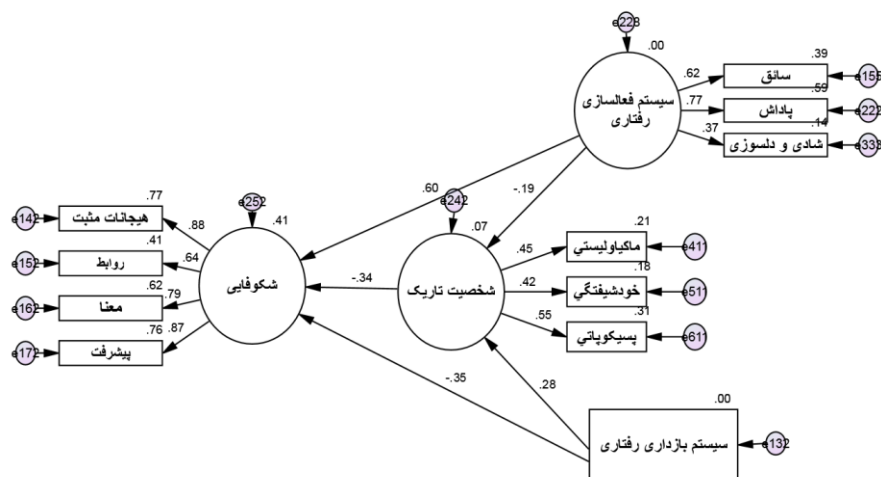 e228
.00
.39
سائق
e155
.62
.59
سیستم فعالسازی
رفتاری
.77
پاداش
e222
.14
.37
شادی و دلسوزی
e333
.77
.60
-.19
e142
هیجانات مثبت
.88
e252
e242
.41
.07
.21
.41
ماکیاولیستي
e411
e152
روابط
.64
.45
.18
.62
-.34
شخصیت تاریک
.42
خودشیفتگي
e511
شکوفایی
e162
معنا
.79
.31
.55
پسیکوپاتي
e611
.76
.87
e172
پیشرفت
-.35
.28
.00
سیستم بازداری رفتاری
e132